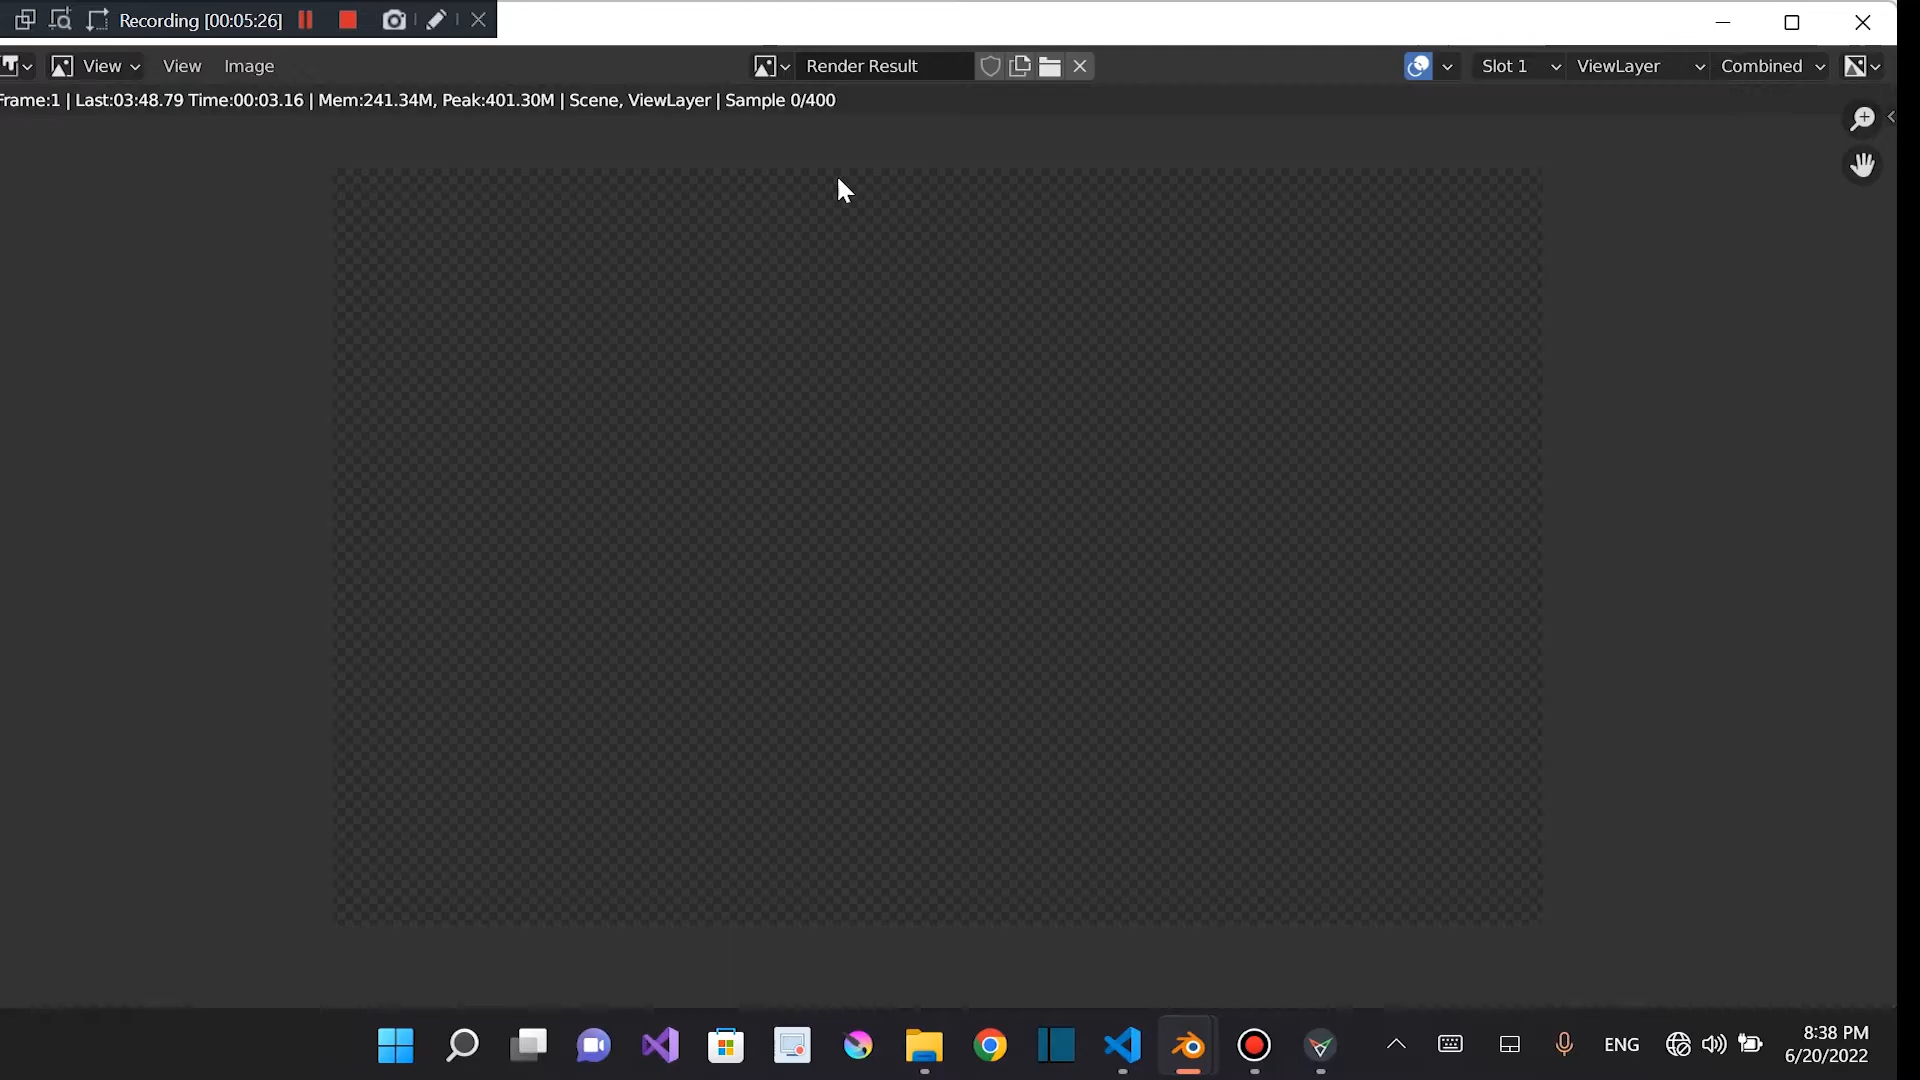 Recording [00:05:26]
View View Image Render Result Slot 1 ViewLayer Combined
Frame:1 | Last:03:48.79 Time:00:03.16 | Mem:241.34M, Peak:401.30M | Scene, ViewLayer | Sample 0/400
ENG
8:38 PM
6/20/2022